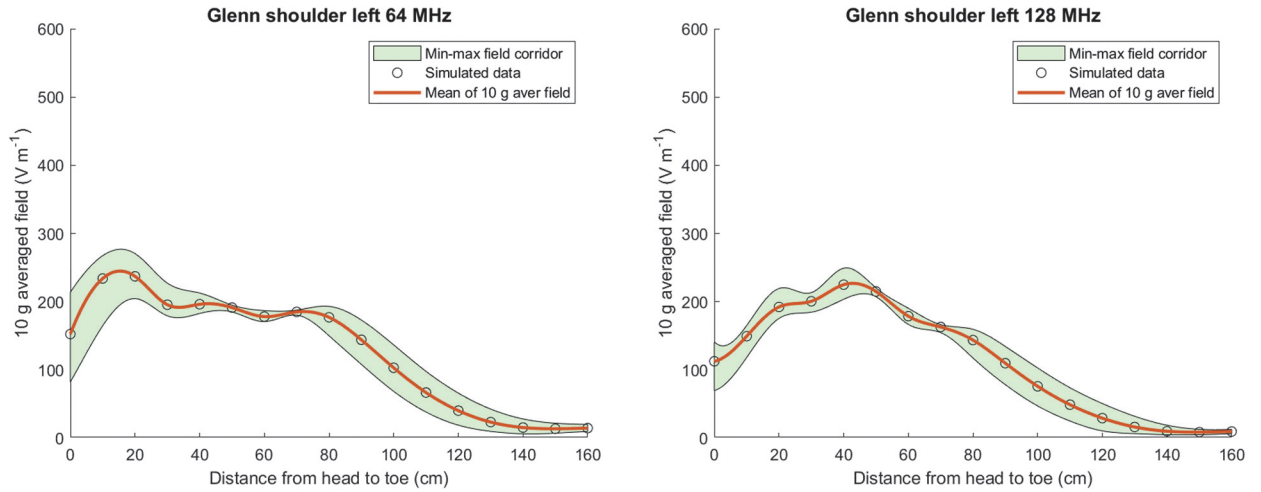 Glenn shoulder left 64 MHz
600
500
400
300
200
100
0
10 g averaged field (V m⁻¹)
Min-max field corridor
Simulated data
Mean of 10 g aver field
0 20 40 60 80 100 120 140 160
Distance from head to toe (cm)
Glenn shoulder left 128 MHz
600
500
400
300
200
100
0
10 g averaged field (V m⁻¹)
Min-max field corridor
Simulated data
Mean of 10 g aver field
0 20 40 60 80 100 120 140 160
Distance from head to toe (cm)